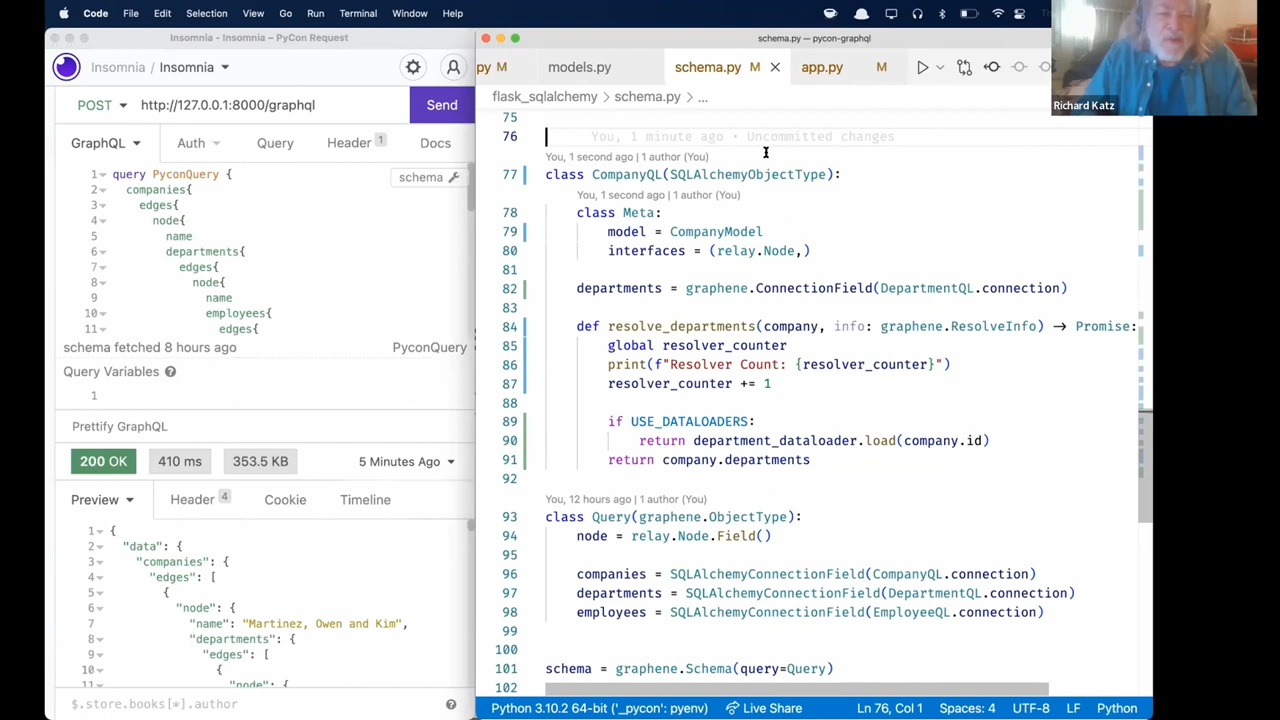 Code File Edit Selection View Go Run Terminal Window Help
Insomnia - Insomnia – PyCon Request
Insomnia / Insomnia
POST http://127.0.0.1:8000/graphql Send
GraphQL Auth Query Header 1 Docs
schema
1 query PyconQuery {
2 companies{
3 edges{
4 node{
5 name
6 departments{
7 edges{
8 node{
9 name
10 employees{
11 edges{
schema fetched 8 hours ago PyconQuery
Query Variables
1
Prettify GraphQL
200 OK 410 ms 353.5 KB 5 Minutes Ago
Preview Header 4 Cookie Timeline
1 {
2 "data": {
3 "companies": {
4 "edges": [
5 {
6 "node": {
7 "name": "Martinez, Owen and Kim",
8 "departments": {
9 "edges": [
10 {
11 "node": {
$.store.books[*].author
schema.py — pycon-graphql
py M models.py schema.py M app.py M
flask_sqlalchemy > schema.py > ...
75
76 You, 1 minute ago • Uncommitted changes
You, 1 second ago | 1 author (You)
77 class CompanyQL(SQLAlchemyObjectType):
You, 1 second ago | 1 author (You)
78 class Meta:
79 model = CompanyModel
80 interfaces = (relay.Node,)
81
82 departments = graphene.ConnectionField(DepartmentQL.connection)
83
84 def resolve_departments(company, info: graphene.ResolveInfo) → Promise:
85 global resolver_counter
86 print(f"Resolver Count: {resolver_counter}")
87 resolver_counter += 1
88
89 if USE_DATALOADERS:
90 return department_dataloader.load(company.id)
91 return company.departments
92
You, 12 hours ago | 1 author (You)
93 class Query(graphene.ObjectType):
94 node = relay.Node.Field()
95
96 companies = SQLAlchemyConnectionField(CompanyQL.connection)
97 departments = SQLAlchemyConnectionField(DepartmentQL.connection)
98 employees = SQLAlchemyConnectionField(EmployeeQL.connection)
99
100
101 schema = graphene.Schema(query=Query)
102
Python 3.10.2 64-bit ('_pycon': pyenv) Live Share Ln 76, Col 1 Spaces: 4 UTF-8 LF Python
Richard Katz